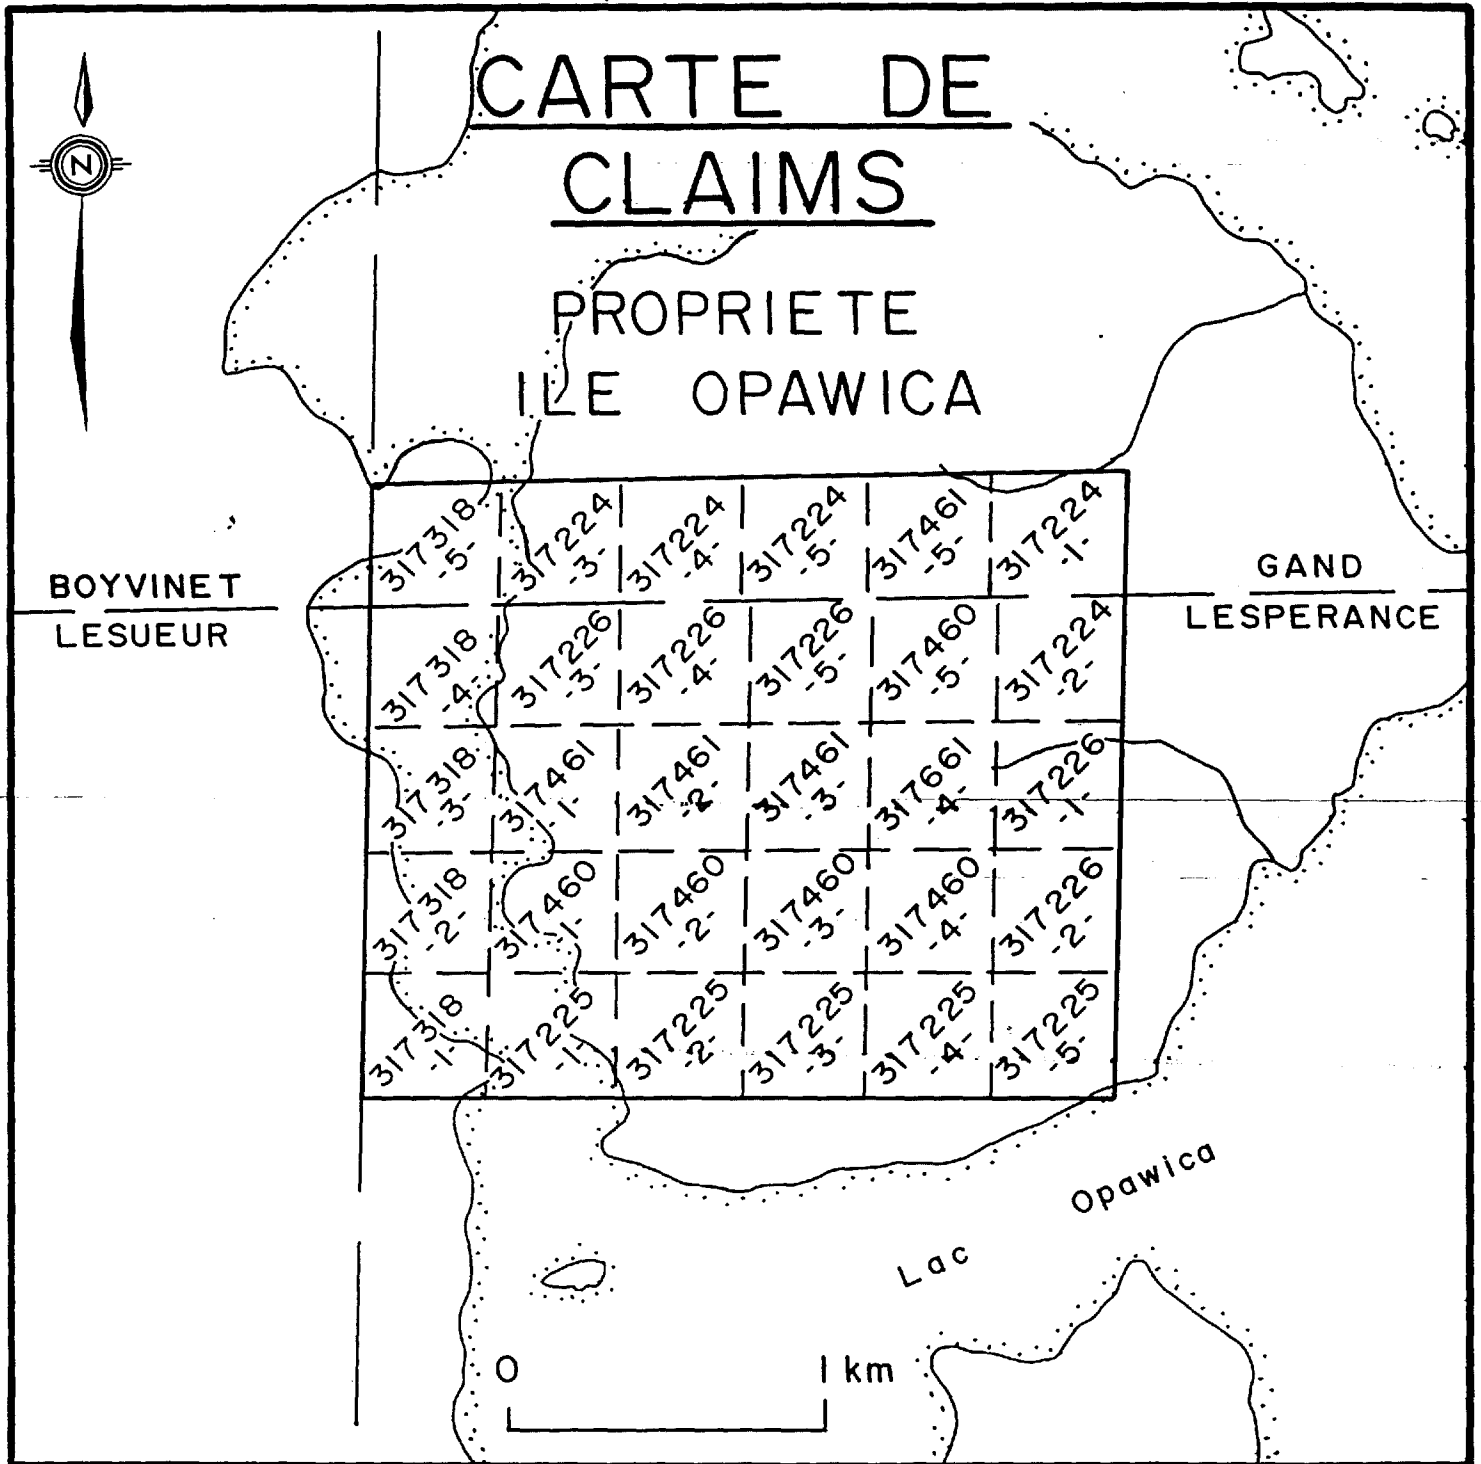 CARTE DE
CLAIMS
N
PROPRIETE
ILE OPAWICA
317318 317224 317224 317224 317461 317224
-5- -3- -4- -5- -5- -1-
BOYVINET
LESUEUR
GAND
LESPERANCE
317318 317226 317226 317226 317460 317224
-4- -3- -4- -5- -5- -2-
317318 317461 317461 317461 317661 317226
-3- -1- -2- -3- -4- -1-
317318 317460 317460 317460 317460 317226
-2- -1- -2- -3- -4- -2-
317318 317225 317225 317225 317225 317225
-1- -1- -2- -3- -4- -5-
Lac Opawica
0 1 km